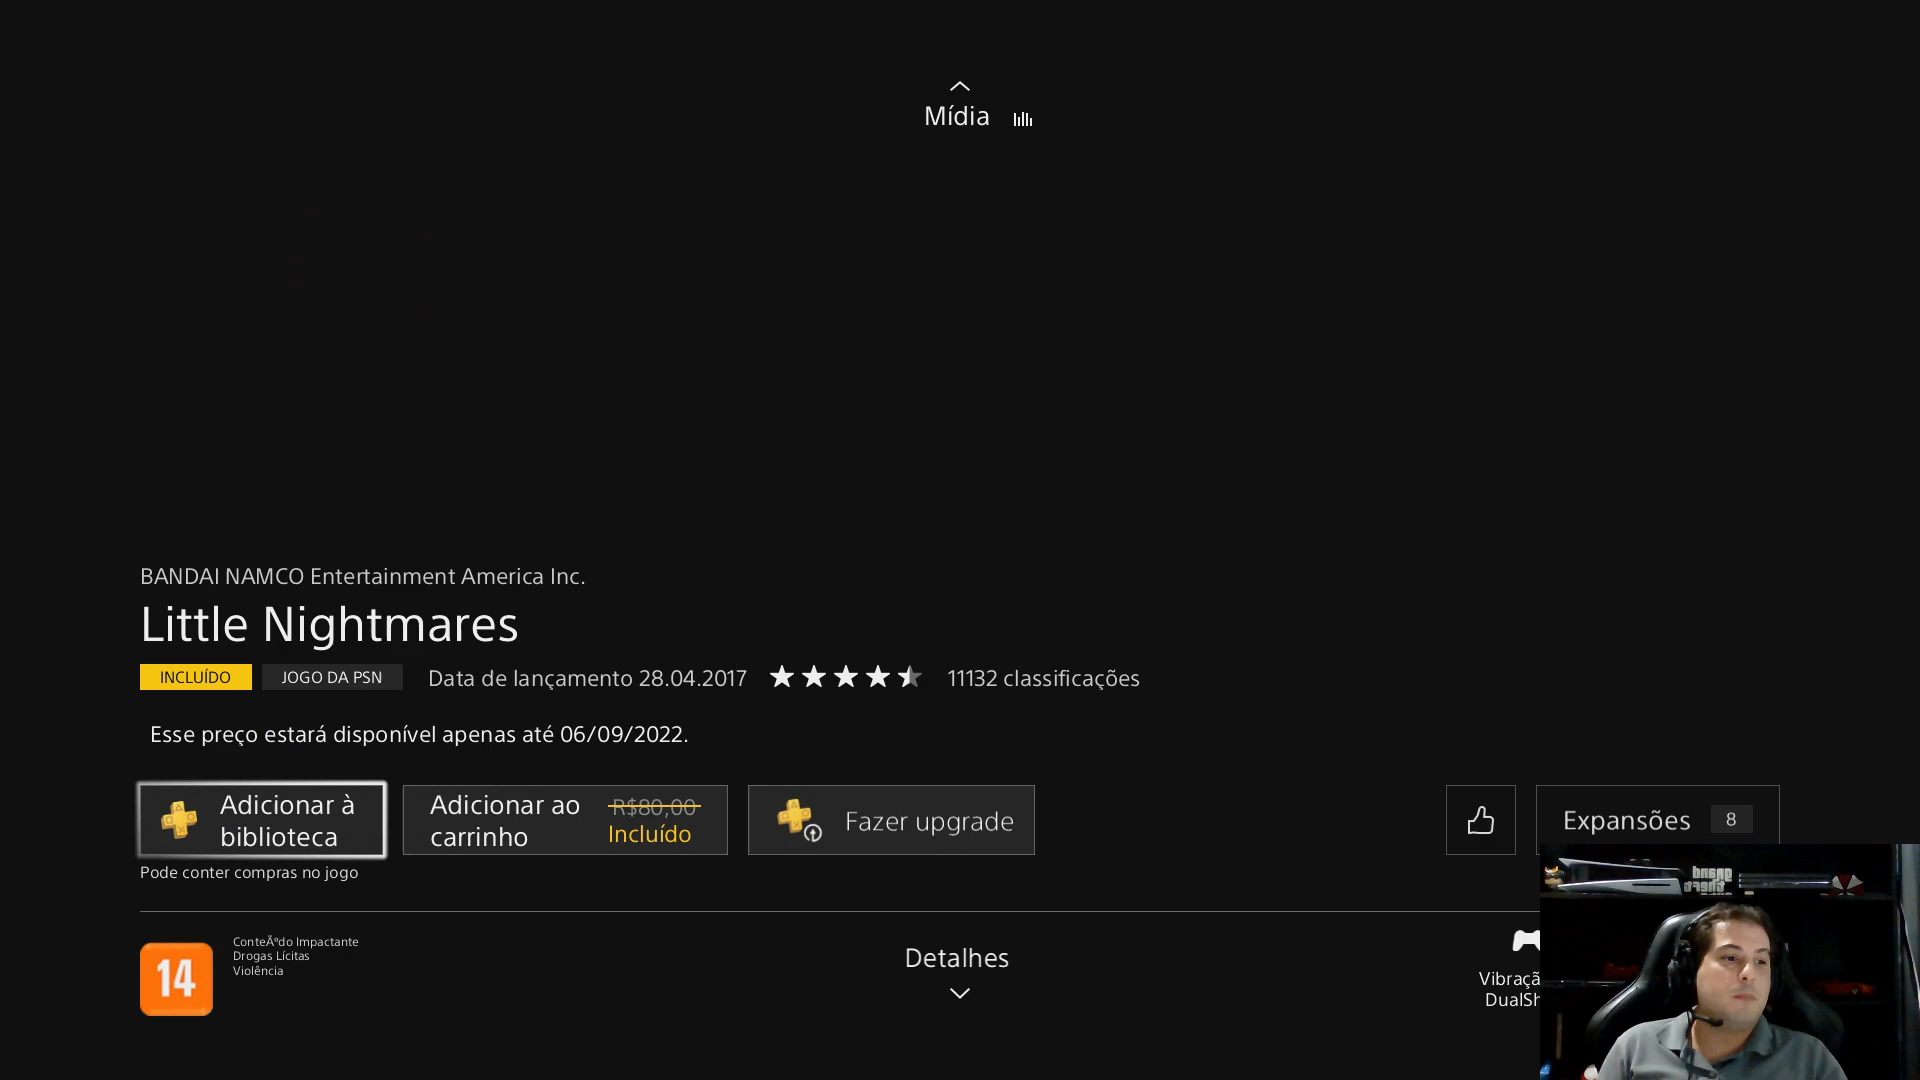 Mídia
BANDAI NAMCO Entertainment America Inc.
Little Nightmares
INCLUÍDO JOGO DA PSN Data de lançamento 28.04.2017 11132 classificações
Esse preço estará disponível apenas até 06/09/2022.
Adicionar à
biblioteca
Adicionar ao
carrinho
R$80,00
Incluído
Fazer upgrade
Expansões 8
Pode conter compras no jogo
14
ConteÃºdo Impactante
Drogas Lícitas
Violência
Detalhes
Vibraçã
DualSh